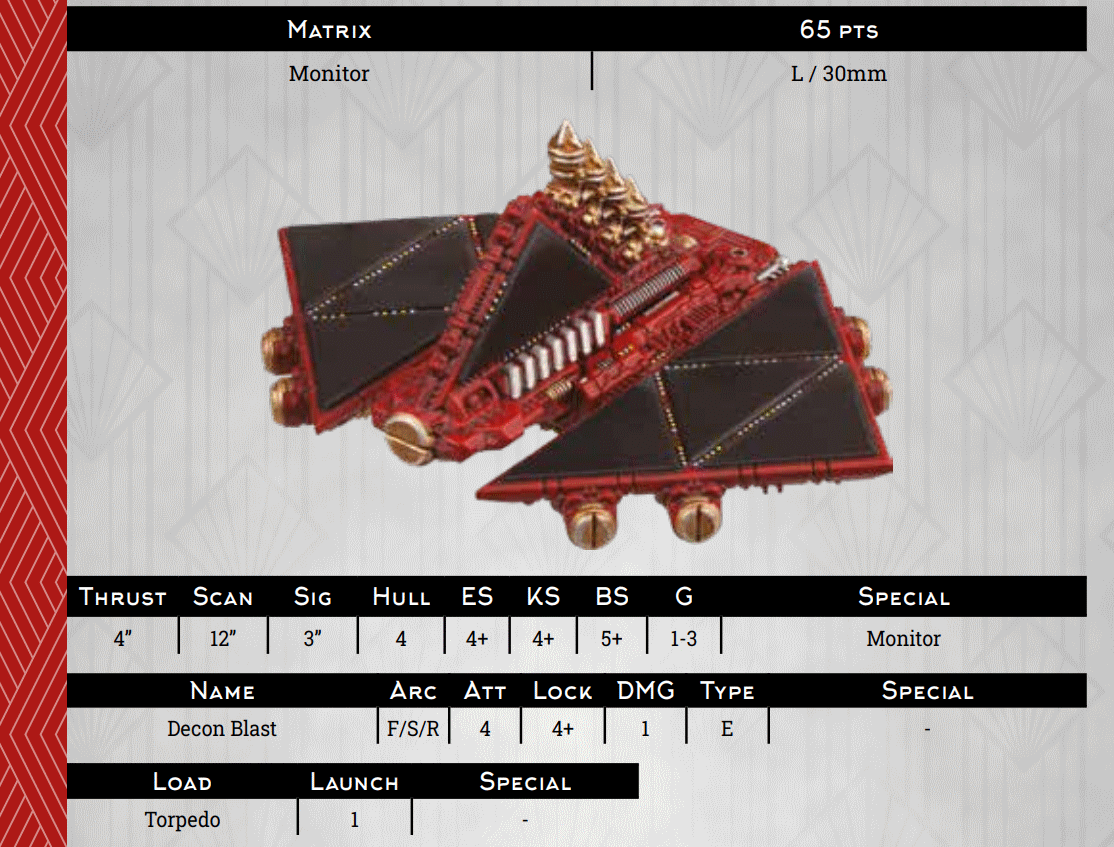 Matrix 65 pts
Monitor L / 30mm
Thrust Scan Sig Hull ES KS BS G Special
4” 12” 3” 4 4+ 4+ 5+ 1-3 Monitor
Name Arc Att Lock DMG Type Special
Decon Blast F/S/R 4 4+ 1 E -
Load Launch Special
Torpedo 1 -